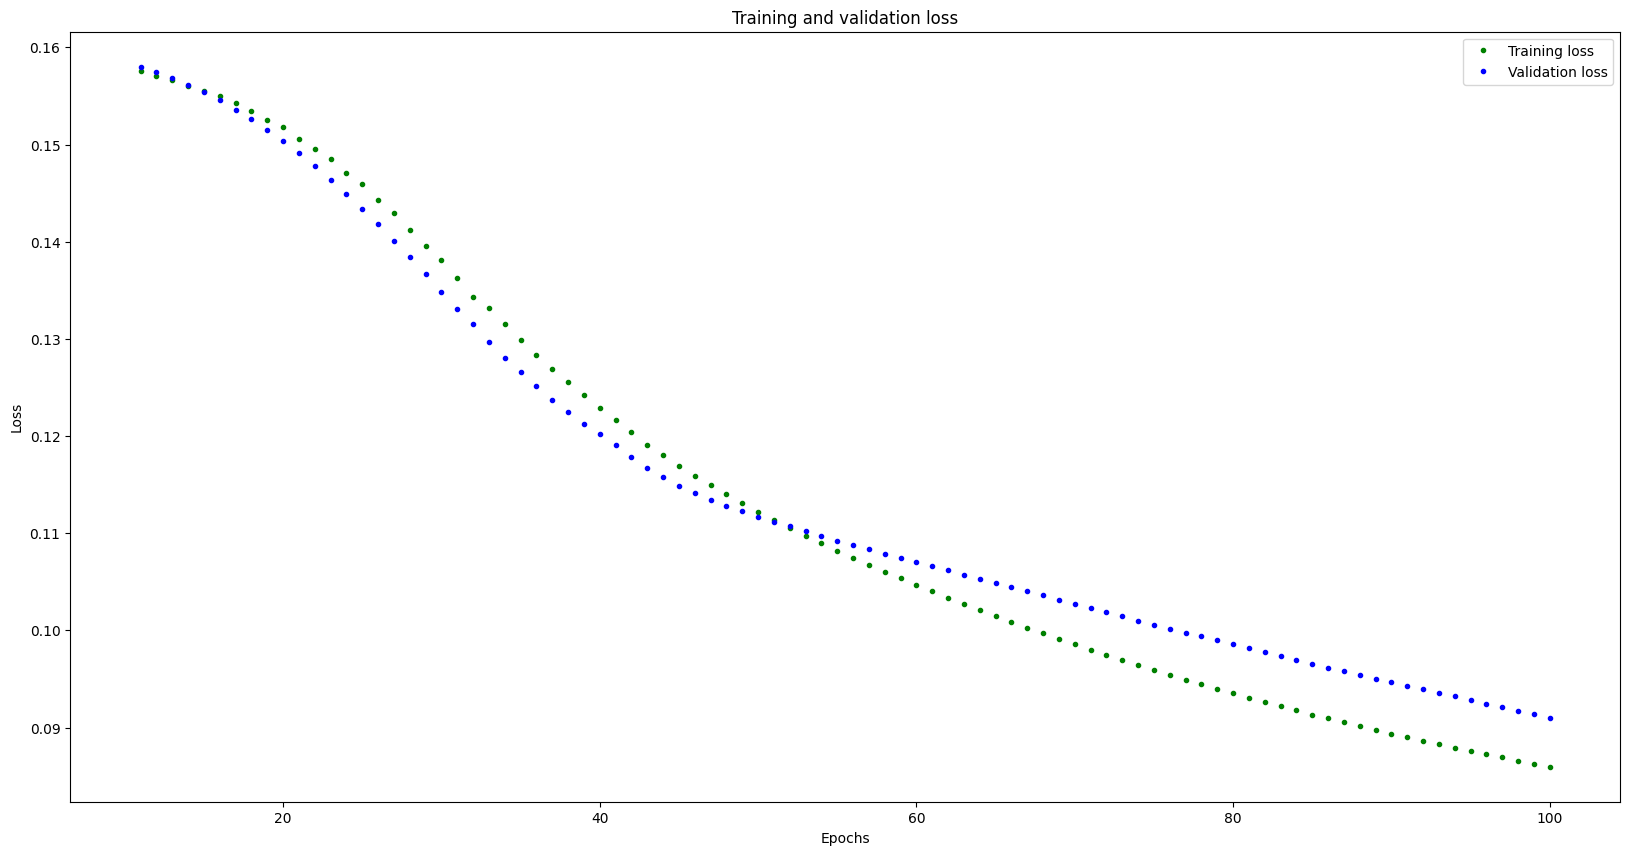 Training and validation loss
Training loss
Validation loss
0.16
0.15
0.14
0.13
0.12
0.11
0.10
0.09
Loss
20
40
60
80
100
Epochs